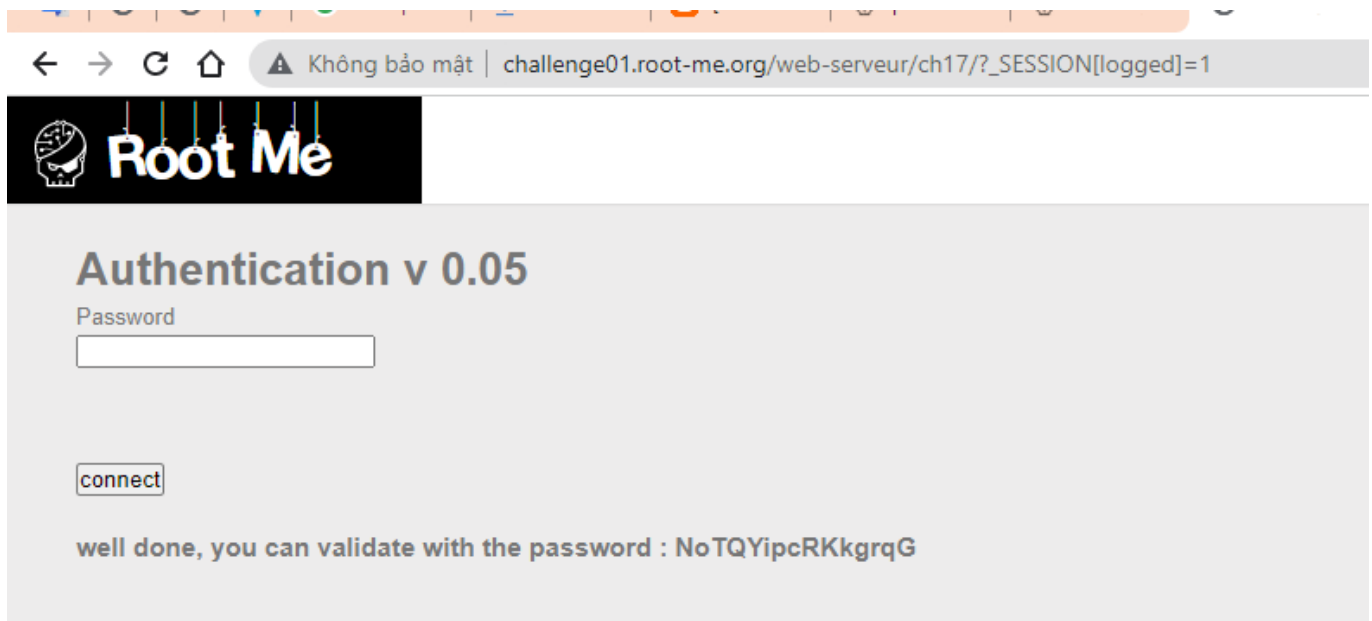 Không bảo mật | challenge01.root-me.org/web-serveur/ch17/?_SESSION[logged]=1
Root Me
Authentication v 0.05
Password
connect
well done, you can validate with the password : NoTQYipcRKkgrqG